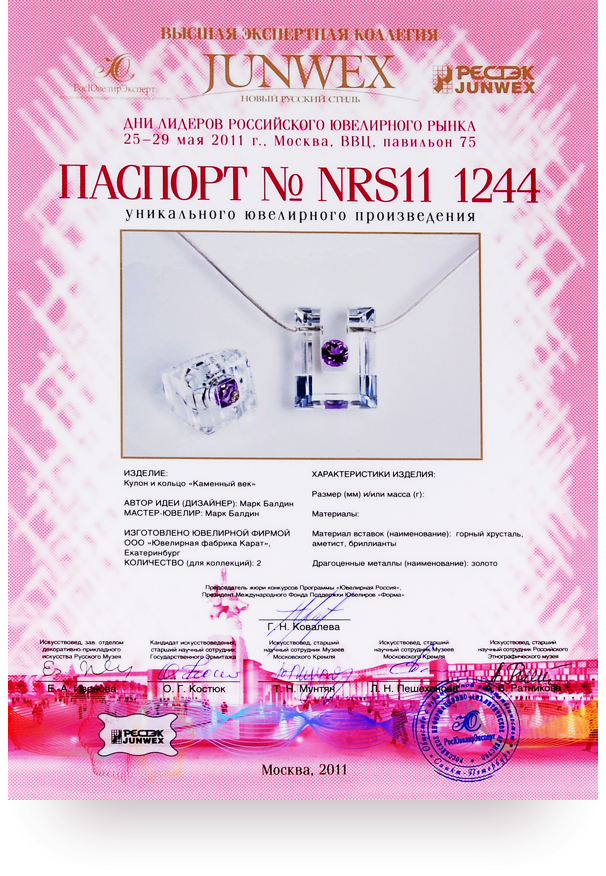 ВЫСШАЯ ЭКСПЕРТНАЯ КОЛЛЕГИЯ
РосЮвелирЭксперт
JUNWEX
НОВЫЙ РУССКИЙ СТИЛЬ
РЕСТЭК
JUNWEX
ДНИ ЛИДЕРОВ РОССИЙСКОГО ЮВЕЛИРНОГО РЫНКА
25–29 мая 2011 г., Москва, ВВЦ, павильон 75
ПАСПОРТ № NRS11 1244
уникального ювелирного произведения
ИЗДЕЛИЕ:
Кулон и кольцо «Каменный век»
АВТОР ИДЕИ (ДИЗАЙНЕР): Марк Балдин
МАСТЕР-ЮВЕЛИР: Марк Балдин
ИЗГОТОВЛЕНО ЮВЕЛИРНОЙ ФИРМОЙ
ООО «Ювелирная фабрика Карат»,
Екатеринбург
КОЛИЧЕСТВО (для коллекций): 2
ХАРАКТЕРИСТИКИ ИЗДЕЛИЯ:
Размер (мм) и/или масса (г):
Материалы:
Материал вставок (наименование): горный хрусталь,
аметист, бриллианты
Драгоценные металлы (наименование): золото
Председатель жюри конкурсов Программы «Ювелирная Россия»,
Президент Международного Фонда Поддержки Ювелиров «Форма»
Г. Н. Ковалева
Искусствовед, зав. отделом
декоративно-прикладного
искусства Русского Музея
Е. А. Иванова
Кандидат искусствоведения,
старший научный сотрудник
Государственного Эрмитажа
О. Г. Костюк
Искусствовед, старший
научный сотрудник Музеев
Московского Кремля
Т. Н. Мунтян
Искусствовед, старший
научный сотрудник Музеев
Московского Кремля
Л. Н. Пешехонова
Искусствовед, старший
научный сотрудник Российского
Этнографического музея
А. В. Ратникова
РЕСТЭК
JUNWEX
РосЮвелирЭксперт
Санкт-Петербург
Москва, 2011